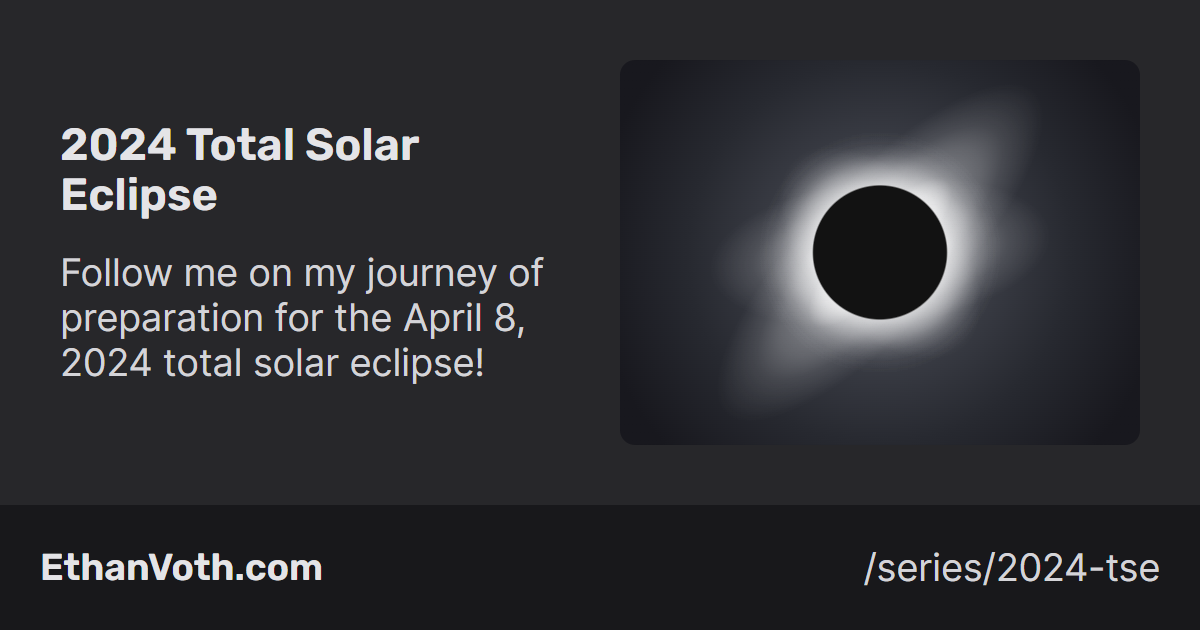 2024 Total Solar
Eclipse
Follow me on my journey of
preparation for the April 8,
2024 total solar eclipse!
EthanVoth.com
/series/2024-tse